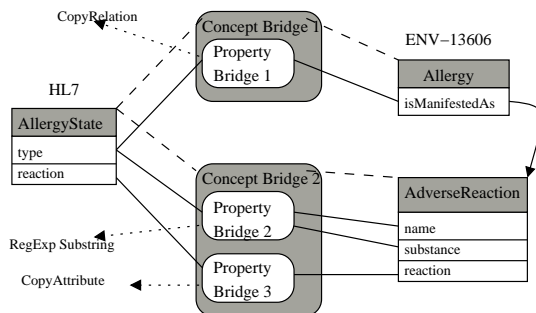 CopyRelation
Concept Bridge 1
Property
Bridge 1
ENV−13606
Allergy
isManifestedAs
HL7
AllergyState
type
reaction
Concept Bridge 2
Property
Bridge 2
Property
Bridge 3
RegExp Substring
CopyAttribute
AdverseReaction
name
substance
reaction